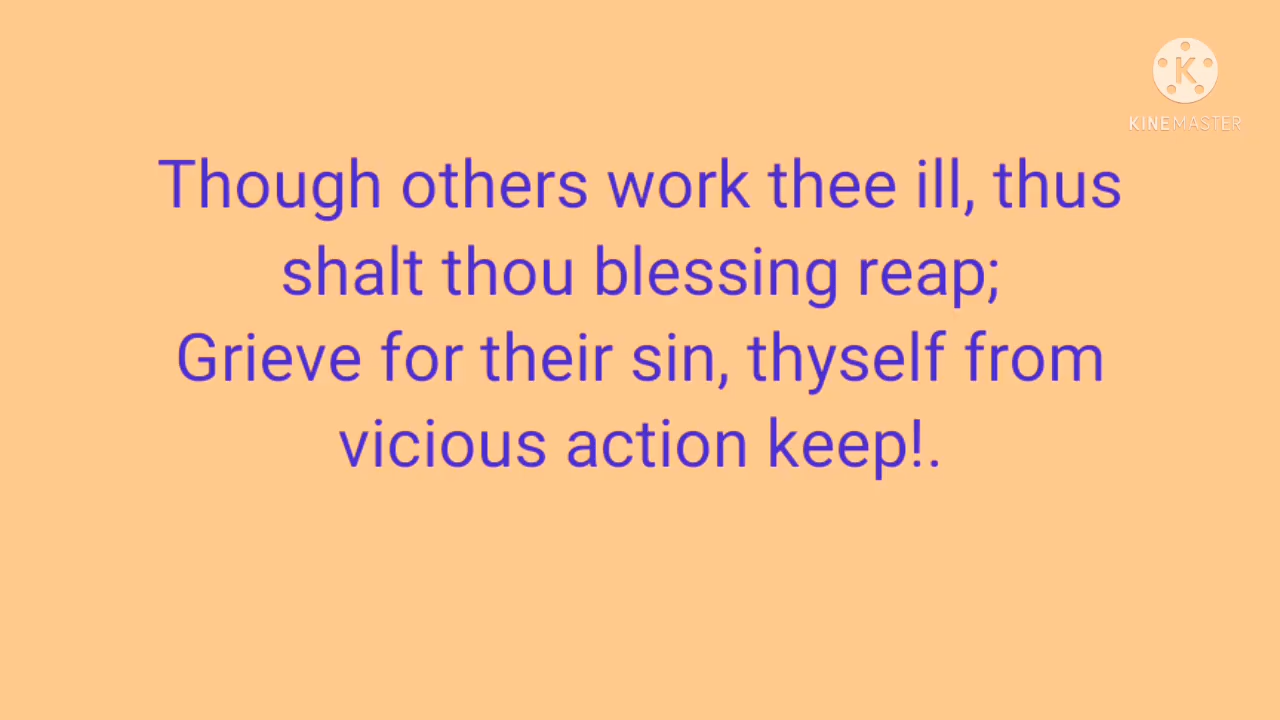 KINEMASTER
Though others work thee ill, thus
shalt thou blessing reap;
Grieve for their sin, thyself from
vicious action keep!.